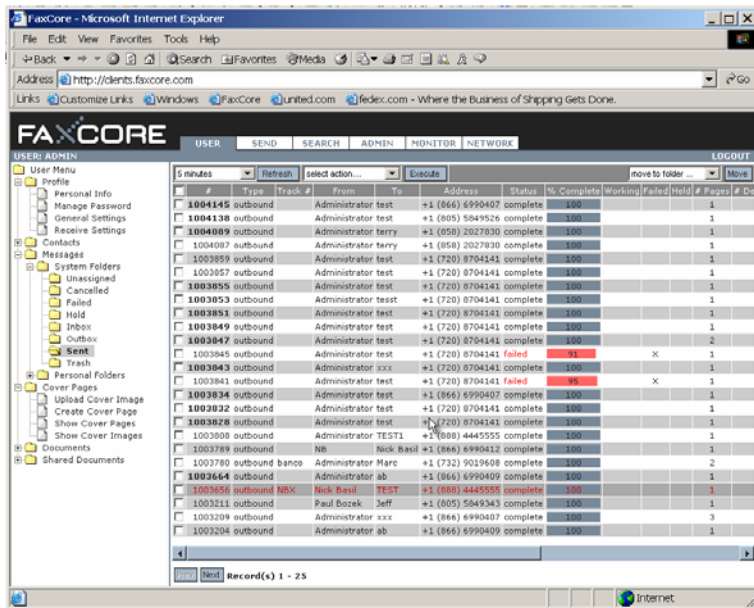 FaxCore - Microsoft Internet Explorer
File Edit View Favorites Tools Help
Back Search Favorites Media
Address http://clients.faxcore.com Go
Links Customize Links Windows FaxCore united.com fedex.com - Where the Business of Shipping Gets Done.
FAXCORE
USER SEND SEARCH ADMIN MONITOR NETWORK
USER: ADMIN LOGOUT
User Menu
Profile
Personal Info
Manage Password
General Settings
Receive Settings
Contacts
Messages
System Folders
Unassigned
Cancelled
Failed
Hold
Inbox
Outbox
Sent
Trash
Personal Folders
Cover Pages
Upload Cover Image
Create Cover Page
Show Cover Pages
Show Cover Images
Documents
Shared Documents
5 minutes Refresh select action.... Execute move to folder ... Move
# Type Track # From To Address Status % Complete Working Failed Held # Pages # De
1004145 outbound Administrator test +1 (866) 6990407 complete 100 1
1004138 outbound Administrator test +1 (805) 5849526 complete 100 1
1004089 outbound Administrator terry +1 (858) 2027830 complete 100 1
1004087 outbound Administrator terry +1 (858) 2027830 complete 100 1
1003859 outbound Administrator test +1 (720) 8704141 complete 100 1
1003857 outbound Administrator test +1 (720) 8704141 complete 100 1
1003855 outbound Administrator test +1 (720) 8704141 complete 100 1
1003853 outbound Administrator tesst +1 (720) 8704141 complete 100 1
1003851 outbound Administrator test +1 (720) 8704141 complete 100 1
1003849 outbound Administrator test +1 (720) 8704141 complete 100 1
1003847 outbound Administrator test +1 (720) 8704141 complete 100 2
1003845 outbound Administrator test +1 (720) 8704141 failed 91 X 1
1003843 outbound Administrator xxx +1 (720) 8704141 complete 100 1
1003841 outbound Administrator test +1 (720) 8704141 failed 95 X 1
1003834 outbound Administrator test +1 (866) 6990407 complete 100 1
1003832 outbound Administrator test +1 (720) 8704141 complete 100 1
1003828 outbound Administrator test +1 (720) 8704141 complete 100 1
1003808 outbound Administrator TEST1 +1 (888) 4445555 complete 100 1
1003789 outbound NB Nick Basil +1 (866) 6990412 complete 100 1
1003780 outbound banco Administrator Marc +1 (732) 9019608 complete 100 2
1003664 outbound Administrator ab +1 (866) 6990409 complete 100 1
1003656 outbound NBX Nick Basil TEST +1 (888) 4445555 complete 100 1
1003211 outbound Paul Bozek Jeff +1 (805) 5849343 complete 100 1
1003209 outbound Administrator xxx +1 (866) 6990407 complete 100 3
1003204 outbound Administrator ab +1 (866) 6990409 complete 100 1
Next Record(s) 1 - 25
Internet